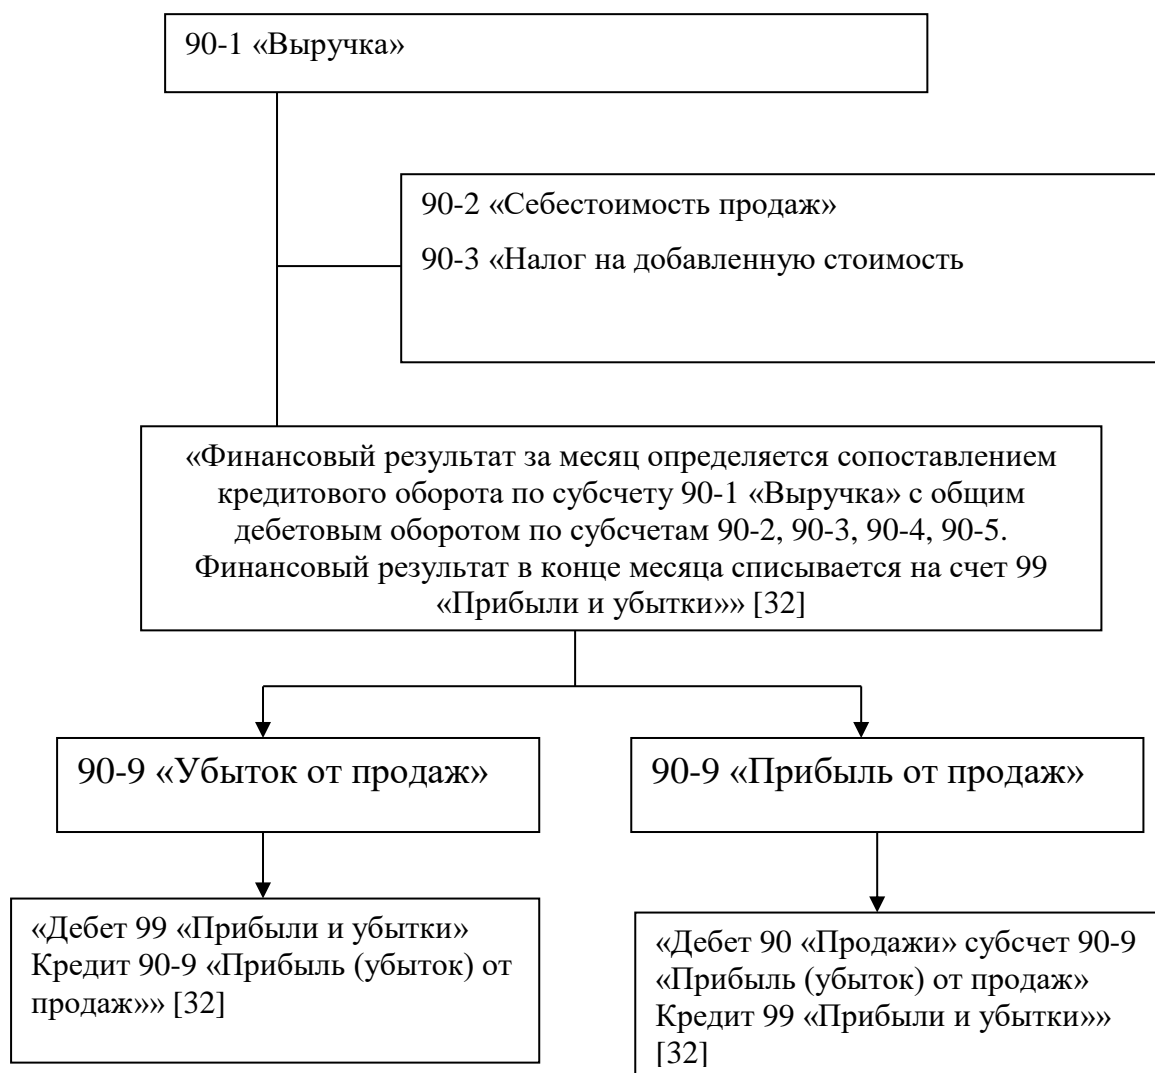 90-1 «Выручка»
90-2 «Себестоимость продаж»
90-3 «Налог на добавленную стоимость
«Финансовый результат за месяц определяется сопоставлением
кредитового оборота по субсчету 90-1 «Выручка» с общим
дебетовым оборотом по субсчетам 90-2, 90-3, 90-4, 90-5.
Финансовый результат в конце месяца списывается на счет 99
«Прибыли и убытки»» [32]
90-9 «Убыток от продаж»
90-9 «Прибыль от продаж»
«Дебет 99 «Прибыли и убытки»
Кредит 90-9 «Прибыль (убыток) от
продаж»» [32]
«Дебет 90 «Продажи» субсчет 90-9
«Прибыль (убыток) от продаж»
Кредит 99 «Прибыли и убытки»»
[32]